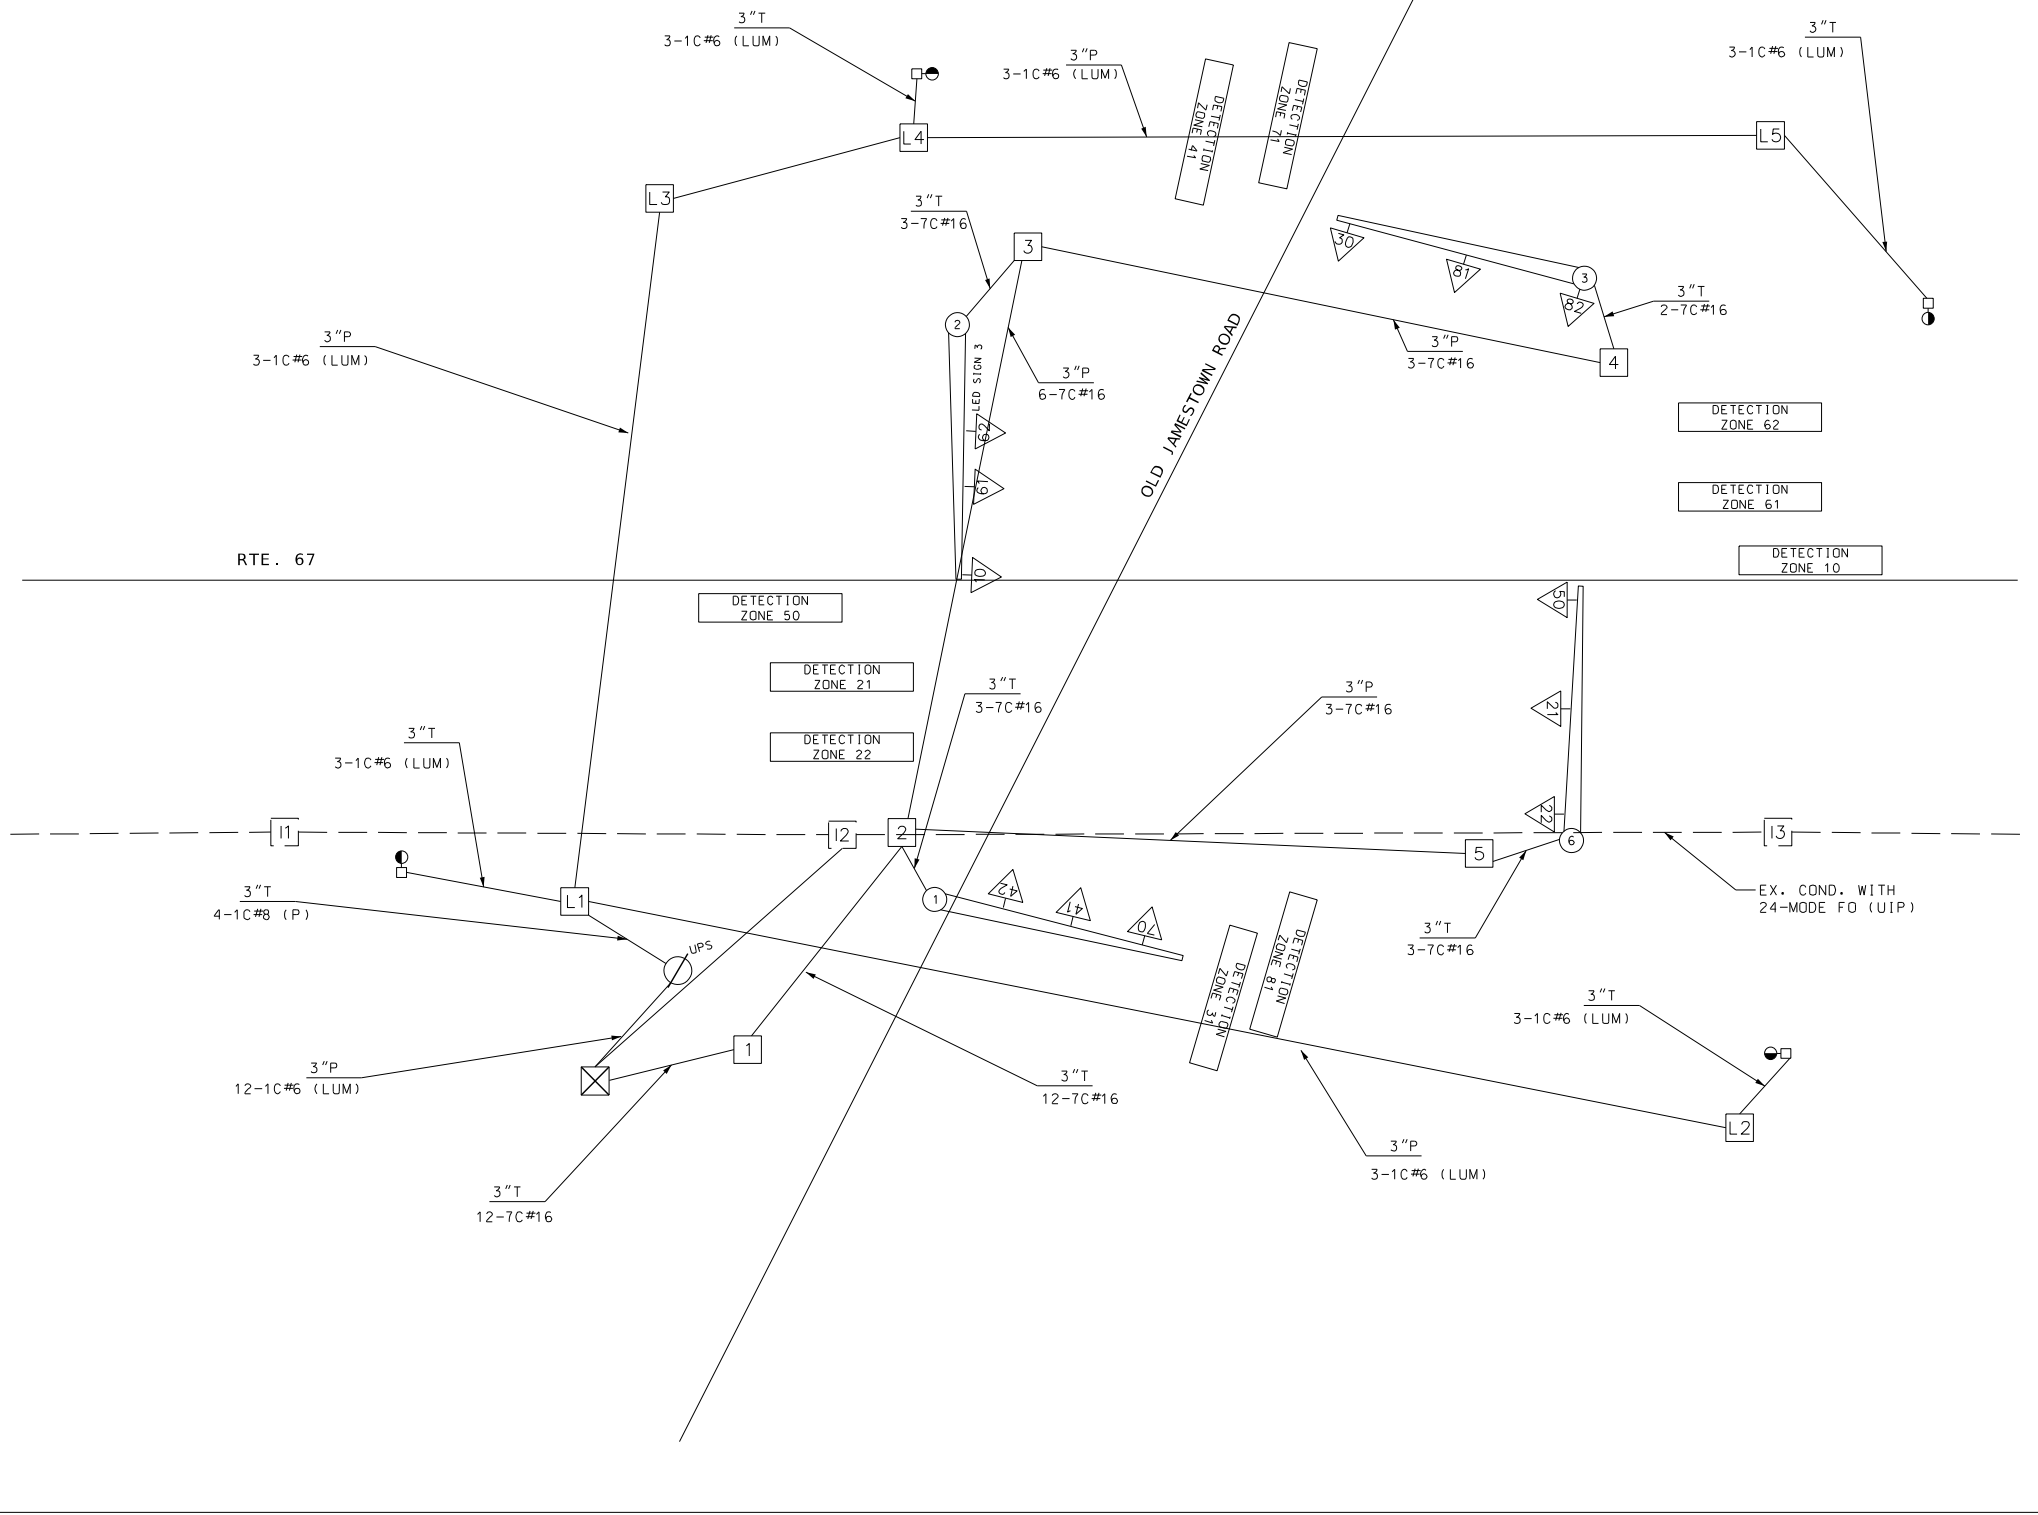 3"T
3-1C#6 (LUM)
3"P
3-1C#6 (LUM)
DETECTION
ZONE 41
DETECTION
ZONE 71
3"T
3-1C#6 (LUM)
L4
L5
L3
3"T
3-7C#16
3
30
81
82
3
3"T
2-7C#16
2
LED SIGN 3
3"P
3-1C#6 (LUM)
3"P
6-7C#16
3"P
3-7C#16
4
OLD JAMESTOWN ROAD
62
61
10
DETECTION
ZONE 62
DETECTION
ZONE 61
DETECTION
ZONE 10
RTE. 67
DETECTION
ZONE 50
50
DETECTION
ZONE 21
3"T
3-7C#16
3"P
3-7C#16
21
DETECTION
ZONE 22
3"T
3-1C#6 (LUM)
22
I1
I2
2
I3
5
6
L1
1
42
41
70
EX. COND. WITH
24-MODE FO (UIP)
3"T
4-1C#8 (P)
UPS
DETECTION
ZONE 31
DETECTION
ZONE 81
3"T
3-7C#16
3"T
3-1C#6 (LUM)
1
3"P
12-1C#6 (LUM)
3"T
12-7C#16
L2
3"P
3-1C#6 (LUM)
3"T
12-7C#16